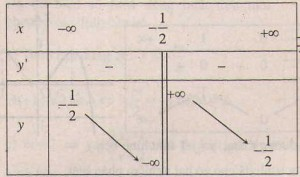 x −∞ −1/2 +∞
y' − −
y −1/2 −∞ +∞ −1/2